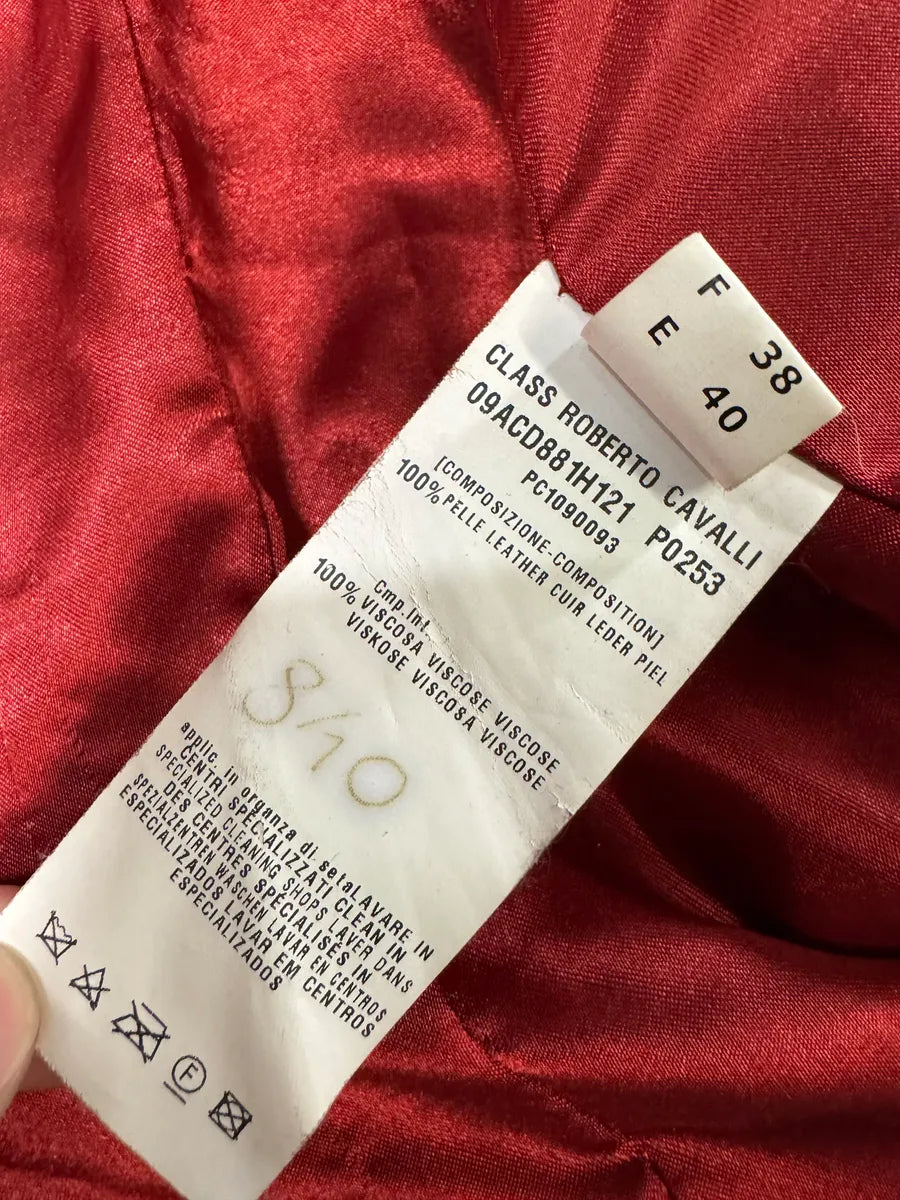 F 38
E 40
CLASS ROBERTO CAVALLI
09ACD881H121 P0253
PC1090093
[COMPOSIZIONE-COMPOSITION]
100%PELLE LEATHER CUIR LEDER PIEL
Cmp.Int.
100% VISCOSA VISCOSE VISCOSE
VISKOSE VISCOSA VISCOSE
8/10
applic. in organza di setaLAVARE IN
CENTRI SPECIALIZZATI CLEAN IN
SPECIALIZED CLEANING SHOPS LAVER DANS
DES CENTRES SPÉCIALISÉS IN
SPEZIALZENTREN WASCHEN LAVAR EN CENTROS
ESPECIALIZADOS LAVAR EM CENTROS
ESPECIALIZADOS
F